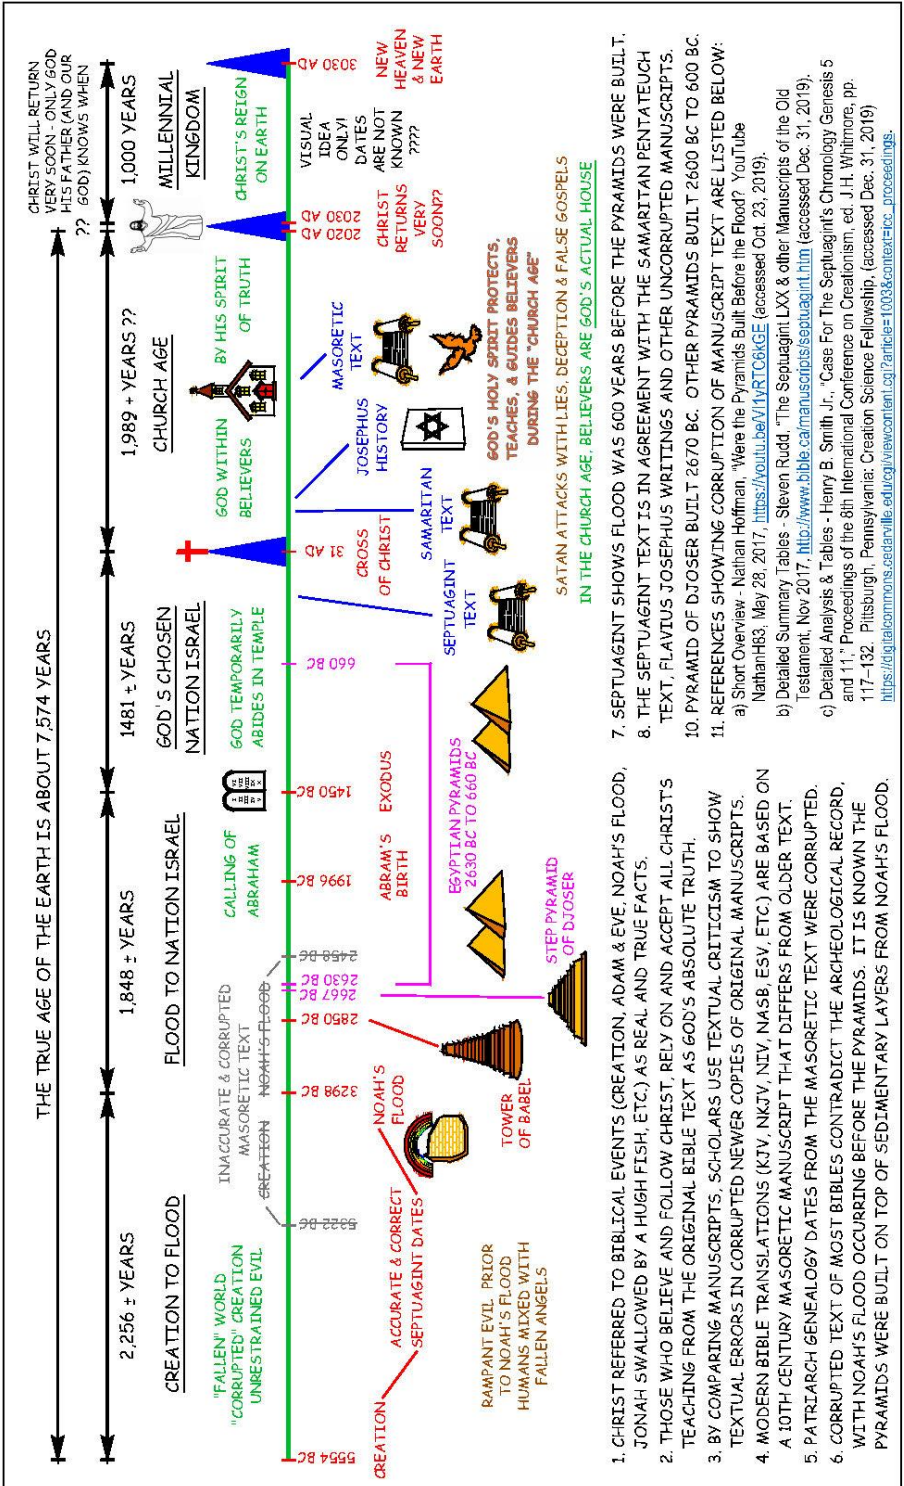 THE TRUE AGE OF THE EARTH IS ABOUT 7,574 YEARS
CHRIST WILL RETURN
VERY SOON - ONLY GOD
HIS FATHER (AND OUR
GOD) KNOWS WHEN
??
2,256 ± YEARS
1,848 ± YEARS
1481 ± YEARS
1,989 + YEARS ??
1,000 YEARS
CREATION TO FLOOD
FLOOD TO NATION ISRAEL
GOD'S CHOSEN
NATION ISRAEL
CHURCH AGE
MILLENNIAL
KINGDOM
"FALLEN" WORLD
"CORRUPTED" CREATION
UNRESTRAINED EVIL
INACCURATE & CORRUPTED
MASORETIC TEXT
CREATION
NOAH'S FLOOD
CALLING OF
ABRAHAM
GOD TEMPORARILY
ABIDES IN TEMPLE
GOD WITHIN
BELIEVERS
BY HIS SPIRIT
OF TRUTH
CHRIST'S REIGN
ON EARTH
5554 BC
5322 BC
3298 BC
2850 BC
2667 BC
2630 BC
2458 BC
1996 BC
1450 BC
660 BC
31 AD
2020 AD
2030 AD
3030 AD
CREATION
ACCURATE & CORRECT
SEPTUAGINT DATES
NOAH'S
FLOOD
ABRAM'S
BIRTH
EXODUS
CROSS
OF CHRIST
JOSEPHUS
HISTORY
MASORETIC
TEXT
CHRIST
RETURNS
VERY
SOON??
VISUAL
IDEA
ONLY!
DATES
ARE NOT
KNOWN
????
NEW
HEAVEN
& NEW
EARTH
RAMPANT EVIL PRIOR
TO NOAH'S FLOOD
HUMANS MIXED WITH
FALLEN ANGELS
TOWER
OF BABEL
STEP PYRAMID
OF DJOSER
EGYPTIAN PYRAMIDS
2630 BC TO 660 BC
SEPTUAGINT
TEXT
SAMARITAN
TEXT
GOD'S HOLY SPIRIT PROTECTS,
TEACHES, & GUIDES BELIEVERS
DURING THE "CHURCH AGE"
SATAN ATTACKS WITH LIES, DECEPTION & FALSE GOSPELS
IN THE CHURCH AGE, BELIEVERS ARE GOD'S ACTUAL HOUSE
1. CHRIST REFERRED TO BIBLICAL EVENTS (CREATION, ADAM & EVE, NOAH'S FLOOD,
JONAH SWALLOWED BY A HUGH FISH, ETC.) AS REAL AND TRUE FACTS.
2. THOSE WHO BELIEVE AND FOLLOW CHRIST, RELY ON AND ACCEPT ALL CHRISTS
TEACHING FROM THE ORIGINAL BIBLE TEXT AS GOD'S ABSOLUTE TRUTH.
3. BY COMPARING MANUSCRIPTS, SCHOLARS USE TEXTUAL CRITICISM TO SHOW
TEXTUAL ERRORS IN CORRUPTED NEWER COPIES OF ORIGINAL MANUSCRIPTS.
4. MODERN BIBLE TRANSLATIONS (KJV, NKJV, NIV, NASB, ESV, ETC.) ARE BASED ON
A 10TH CENTURY MASORETIC MANUSCRIPT THAT DIFFERS FROM OLDER TEXT.
5. PATRIARCH GENEALOGY DATES FROM THE MASORETIC TEXT WERE CORRUPTED.
6. CORRUPTED TEXT OF MOST BIBLES CONTRADICT THE ARCHEOLOGICAL RECORD,
WITH NOAH'S FLOOD OCCURRING BEFORE THE PYRAMIDS. IT IS KNOWN THE
PYRAMIDS WERE BUILT ON TOP OF SEDIMENTARY LAYERS FROM NOAH'S FLOOD.
7. SEPTUAGINT SHOWS FLOOD WAS 600 YEARS BEFORE THE PYRAMIDS WERE BUILT.
8. THE SEPTUAGINT TEXT IS IN AGREEMENT WITH THE SAMARITAN PENTATEUCH
TEXT, FLAVIUS JOSEPHUS WRITINGS AND OTHER UNCORRUPTED MANUSCRIPTS.
10. PYRAMID OF DJOSER BUILT 2670 BC. OTHER PYRAMIDS BUILT 2600 BC TO 600 BC.
11. REFERENCES SHOWING CORRUPTION OF MANUSCRIPT TEXT ARE LISTED BELOW:
a) Short Overview - Nathan Hoffman, "Were the Pyramids Built Before the Flood? YouTube
NathanH83, May 28, 2017, https://youtu.be/VI1yRTC6kGE (accessed Oct. 23, 2019).
b) Detailed Summary Tables - Steven Rudd, "The Septuagint LXX & other Manuscripts of the Old
Testament, Nov 2017, http://www.bible.ca/manuscripts/septuagint.htm (accessed Dec. 31, 2019).
c) Detailed Analysis & Tables - Henry B. Smith Jr., "Case For The Septuagint's Chronology Genesis 5
and 11," Proceedings of the 8th International Conference on Creationism, ed. J.H. Whitmore, pp.
117–132. Pittsburgh, Pennsylvania: Creation Science Fellowship, (accessed Dec. 31, 2019)
https://digitalcommons.cedarville.edu/cgi/viewcontent.cgi?article=1003&context=icc_proceedings.